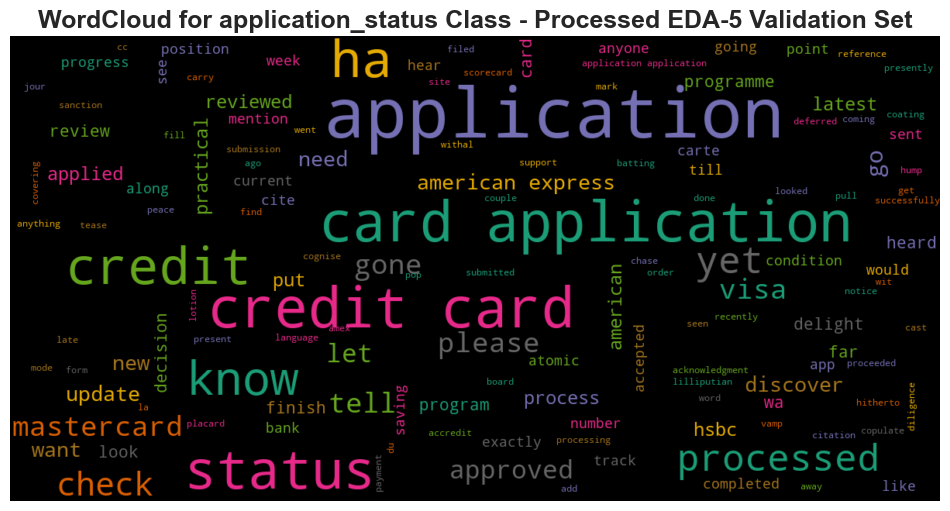 WordCloud for application_status Class - Processed EDA-5 Validation Set
cc
position
progress
see
week
jour
carry
sanction
reviewed
review
fill
mention
went
practical
submission
need
applied
along
ago
current
cite
covering
find
peace
anything
tease
ha
hear
filed
scorecard
site
card
anyone
application application
mark
going
point
reference
presently
programme
latest
deferred
coming
coating
sent
application
withal
support
batting
carte
till
go
hump
get
successfully
looked
pull
american express
couple
done
card application
heard
credit
cognise
gone
put
pop
submitted
chase
order
yet
condition
would
wit
visa
notice
credit card
lotion
amex
language
american
seen
recently
delight
cast
late
present
decision
please
let
atomic
accepted
far
app
proceeded
mode
form
new
know
board
acknowledgment
lilliputian
discover
update
la
finish
tell
saving
program
process
word
wa
hitherto
diligence
mastercard
placard
bank
du
accredit
exactly
processing
number
hsbc
vamp
citation
copulate
want
look
status
payment
approved
track
processed
check
add
completed
away
like